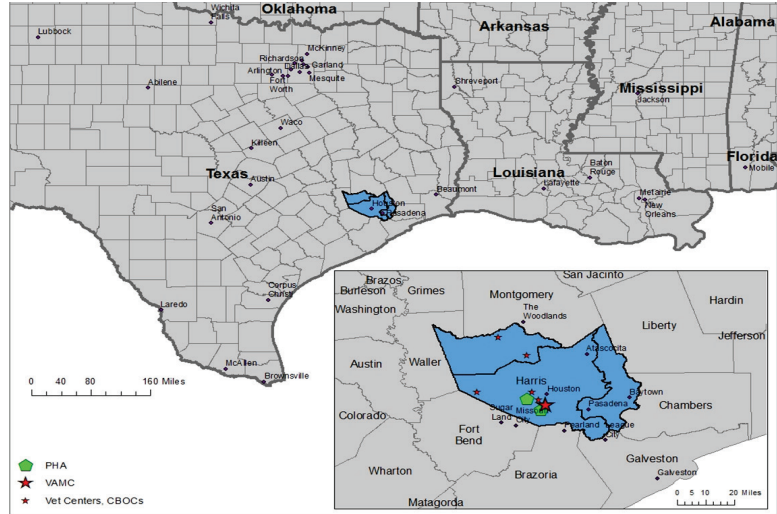 Oklahoma
Wichita
Falls
Lubbock
Arkansas
Alabama
McKinney
Richardson
Dallas
Garland
Arlington
Fort
Worth
Mesquite
Abilene
Shreveport
Mississippi
Jackson
Waco
Killeen
Texas
Austin
Louisiana
Baton
Rouge
Florida
Mobile
Beaumont
Lafayette
Metairie
New
Orleans
Houston
Pasadena
San
Antonio
Corpus
Christi
Laredo
McAllen
Brownsville
0 40 80 160 Miles
PHA
VAMC
Vet Centers, CBOCs
San Jacinto
Brazos
Burleson
Grimes
Montgomery
Hardin
Washington
The
Woodlands
Liberty
Jefferson
Waller
Atascocita
Austin
Harris
Houston
Baytown
Pasadena
Chambers
Colorado
Sugar
Land
Missouri
City
Fort
Bend
Pearland
League
City
Galveston
Wharton
Brazoria
Galveston
Matagorda
0 5 10 20 Miles